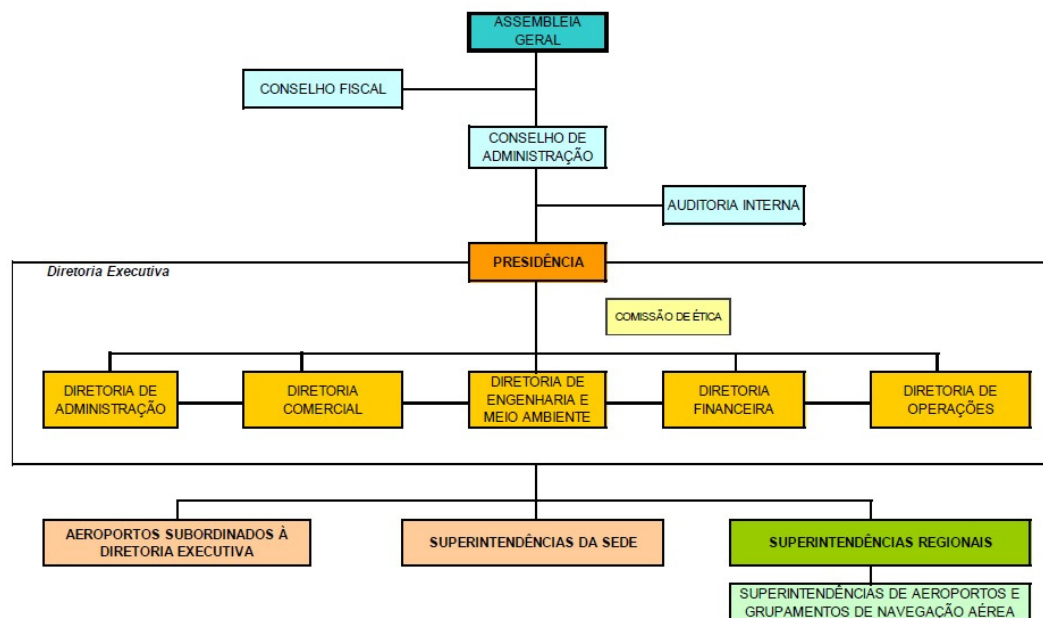 ASSEMBLEIA
GERAL
CONSELHO FISCAL
CONSELHO DE
ADMINISTRAÇÃO
AUDITORIA INTERNA
PRESIDÊNCIA
Diretoria Executiva
COMISSÃO DE ÉTICA
DIRETORIA DE
ADMINISTRAÇÃO
DIRETORIA
COMERCIAL
DIRETORIA DE
ENGENHARIA E
MEIO AMBIENTE
DIRETORIA
FINANCEIRA
DIRETORIA DE
OPERAÇÕES
AEROPORTOS SUBORDINADOS À
DIRETORIA EXECUTIVA
SUPERINTENDÊNCIAS DA SEDE
SUPERINTENDÊNCIAS REGIONAIS
SUPERINTENDÊNCIAS DE AEROPORTOS E
GRUPAMENTOS DE NAVEGAÇÃO AÉREA